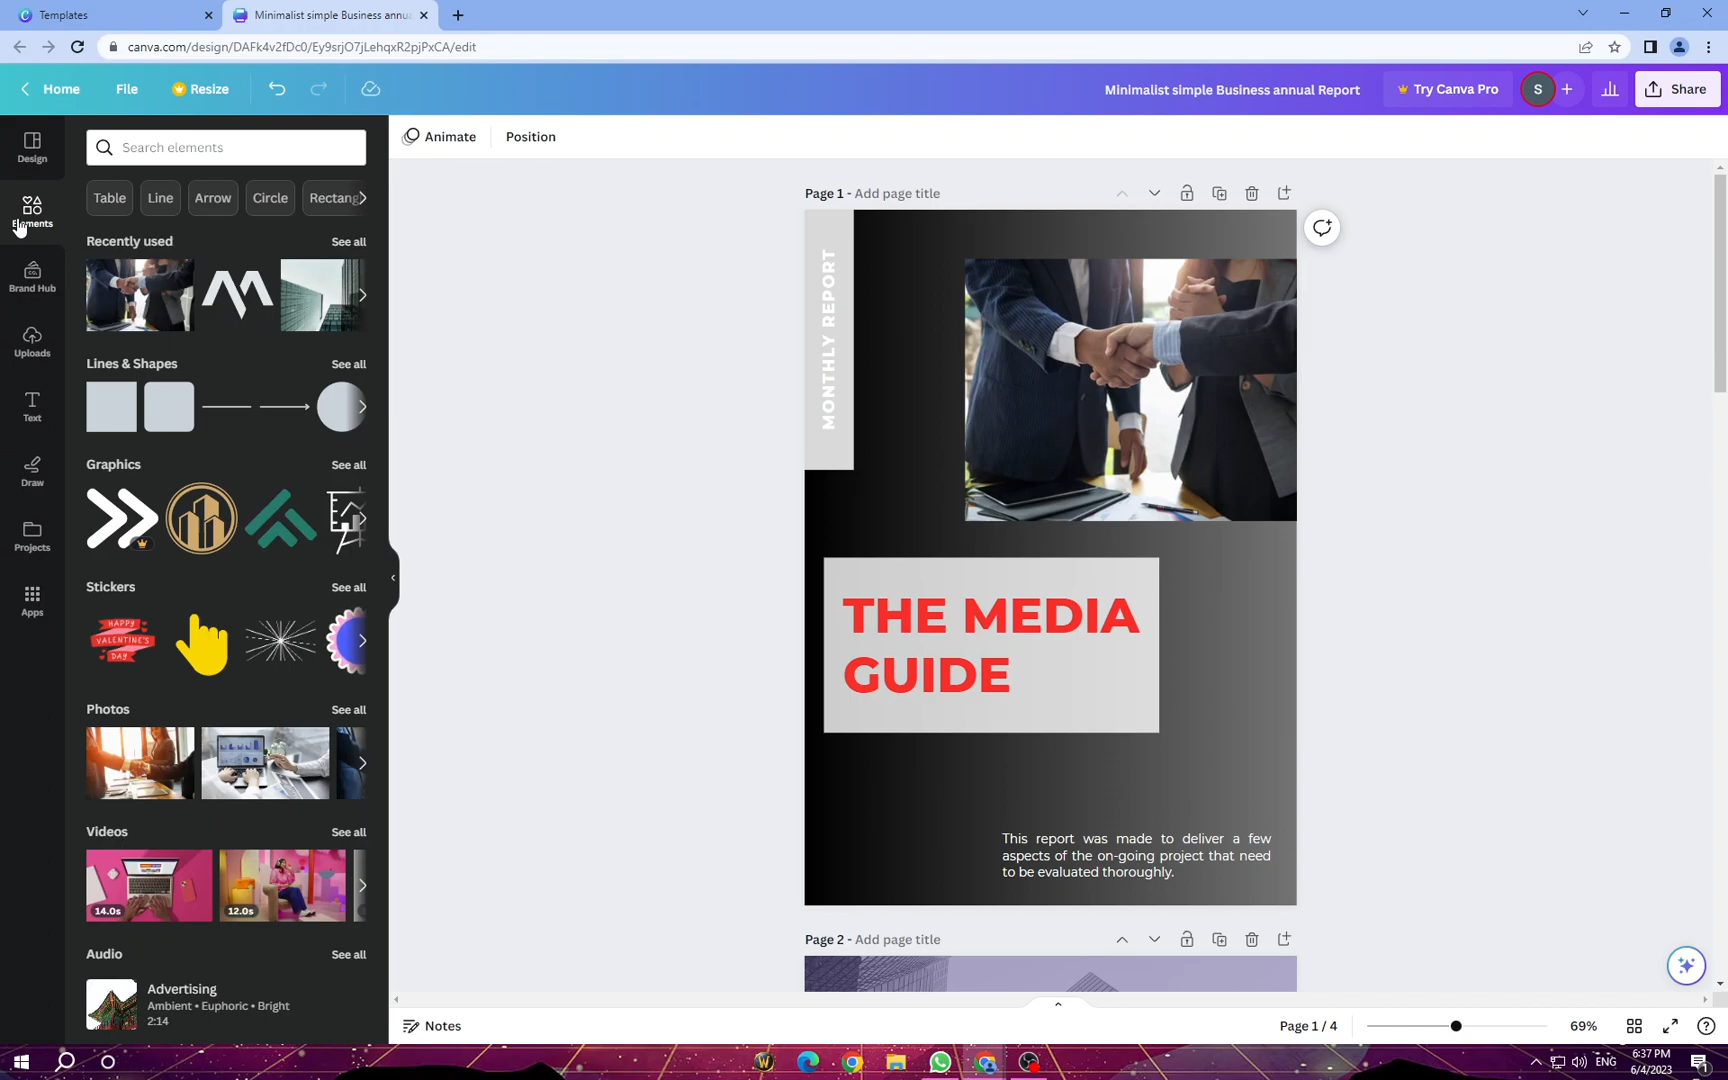 Templates
Minimalist simple Business annu
canva.com/design/DAFk4v2fDc0/Ey9srjO7jLehqxR2pjPxCA/edit
Home
File
Resize
Minimalist simple Business annual Report
Try Canva Pro
S
Share
Design
Elements
Brand Hub
Uploads
Text
Draw
Projects
Apps
Search elements
Table
Line
Arrow
Circle
Rectang
Recently used
See all
Lines & Shapes
See all
Graphics
See all
Stickers
See all
HAPPY
VALENTINE'S
DAY
Photos
See all
Videos
See all
14.0s
12.0s
Audio
See all
Advertising
Ambient • Euphoric • Bright
2:14
Animate
Position
Page 1 - Add page title
MONTHLY REPORT
THE MEDIA
GUIDE
This report was made to deliver a few
aspects of the on-going project that need
to be evaluated thoroughly.
Page 2 - Add page title
Notes
Page 1 / 4
69%
ENG
6:37 PM
6/4/2023
1